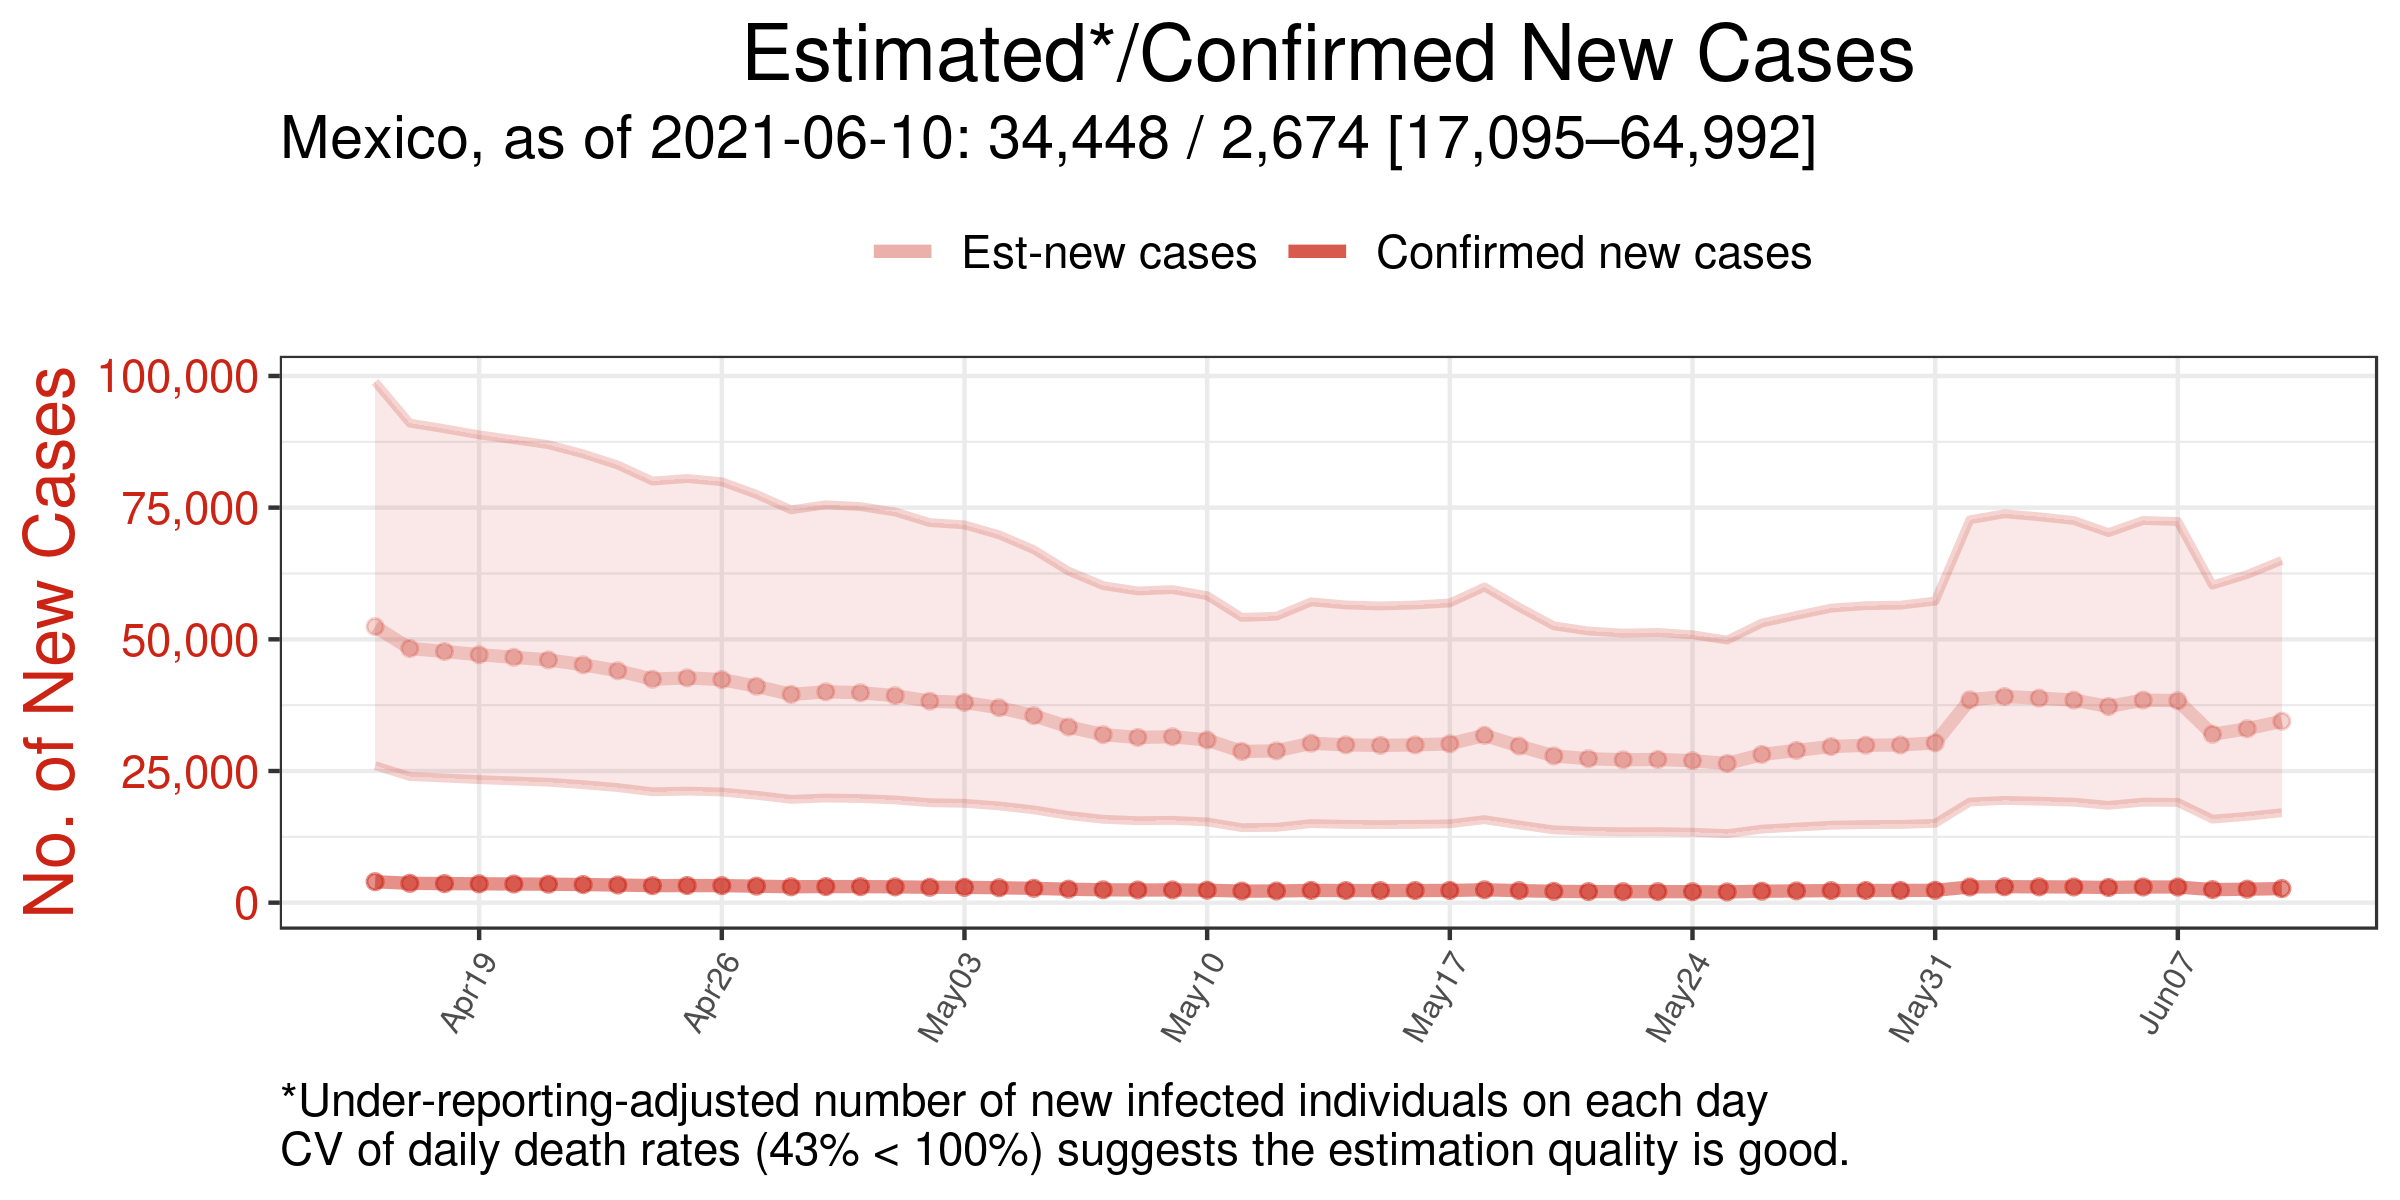 Estimated*/Confirmed New Cases
Mexico, as of 2021-06-10: 34,448 / 2,674 [17,095–64,992]
Est-new cases
Confirmed new cases
No. of New Cases
100,000
75,000
50,000
25,000
0
Apr19
Apr26
May03
May10
May17
May24
May31
Jun07
*Under-reporting-adjusted number of new infected individuals on each day
CV of daily death rates (43% < 100%) suggests the estimation quality is good.